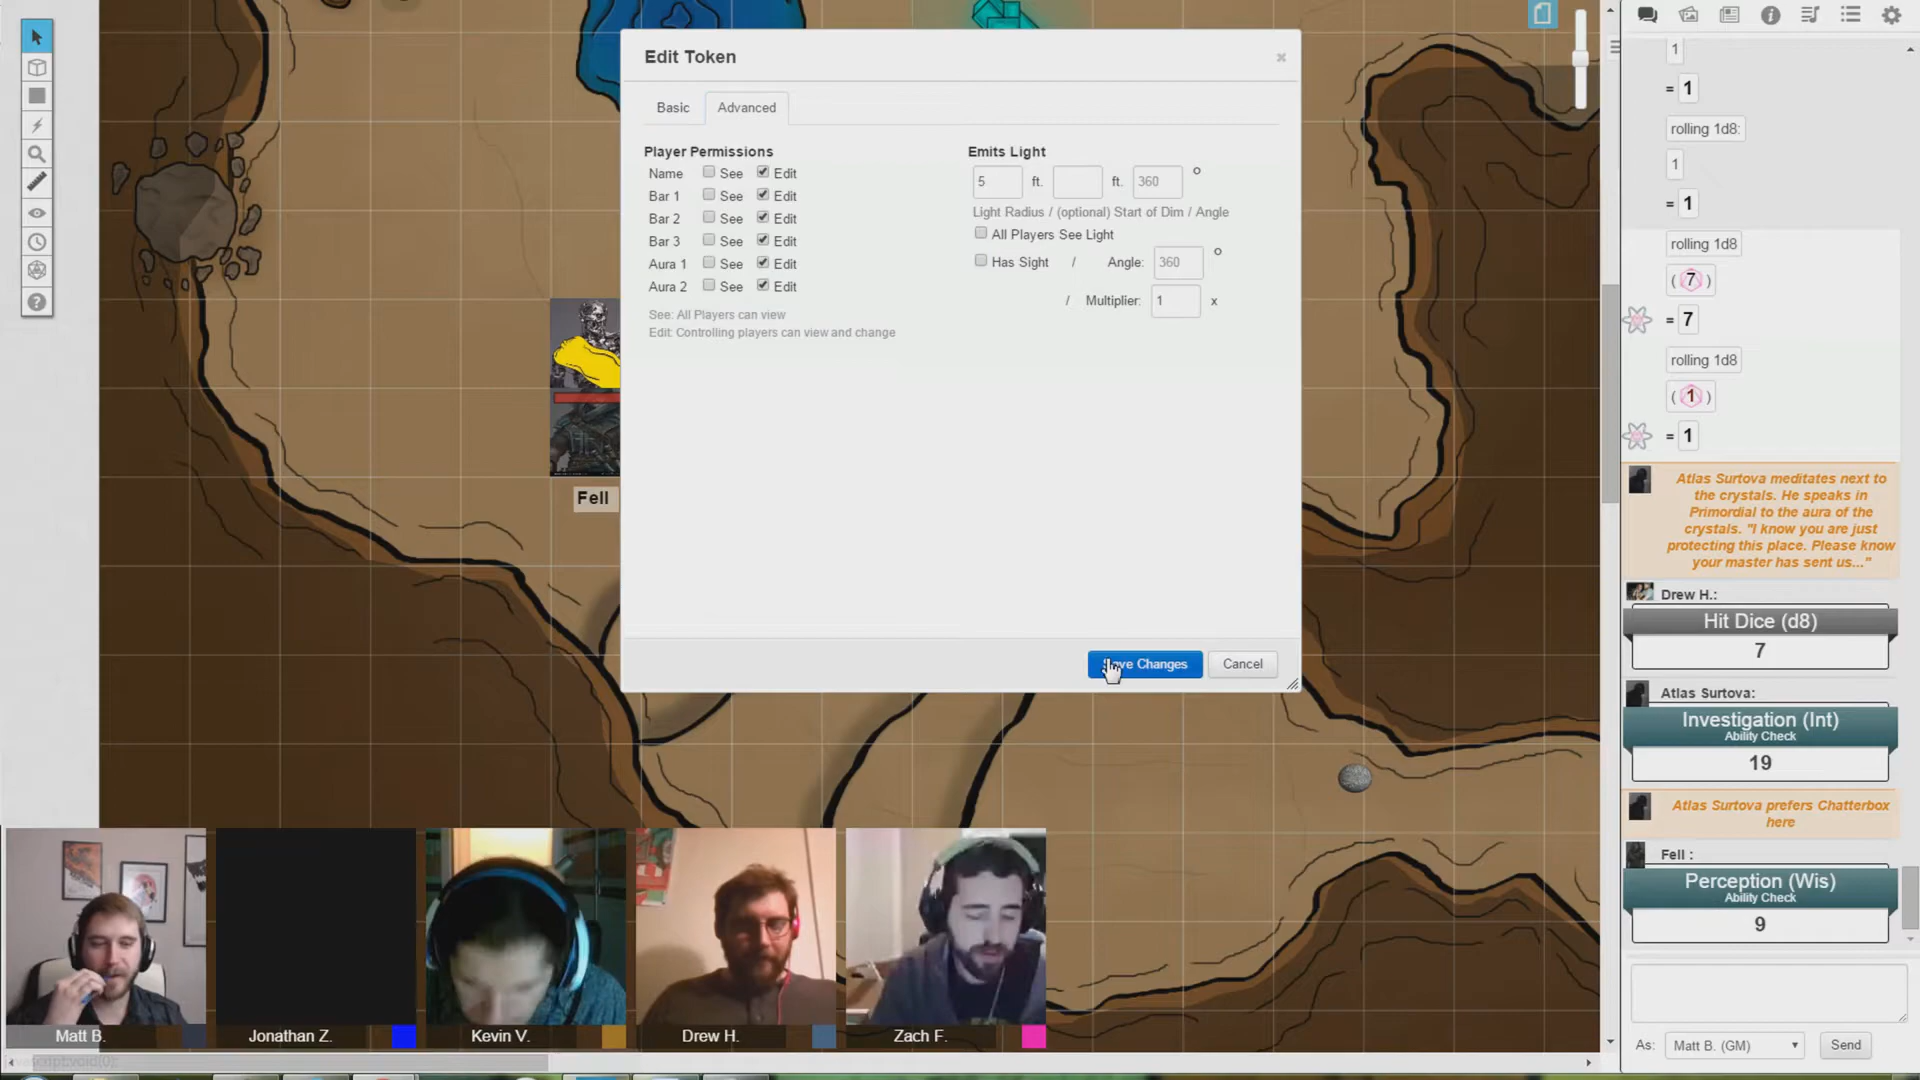 Edit Token
×
Basic
Advanced
Player Permissions
Name See Edit
Bar 1 See Edit
Bar 2 See Edit
Bar 3 See Edit
Aura 1 See Edit
Aura 2 See Edit
See: All Players can view
Edit: Controlling players can view and change
Emits Light
5 ft. ft. 360 °
Light Radius / (optional) Start of Dim / Angle
All Players See Light
Has Sight / Angle: 360 °
/ Multiplier: 1 x
Changes
Cancel
Fell
1
= 1
rolling 1d8:
1
= 1
rolling 1d8
(7)
= 7
rolling 1d8
(1)
= 1
Atlas Surtova meditates next to
the crystals. He speaks in
Primordial to the aura of the
crystals. "I know you are just
protecting this place. Please know
your master has sent us..."
Drew H.:
Hit Dice (d8)
7
Atlas Surtova:
Investigation (Int)
Ability Check
19
Atlas Surtova prefers Chatterbox
here
Fell :
Perception (Wis)
Ability Check
9
As: Matt B. (GM)
Send
Matt B.
Jonathan Z.
Kevin V.
Drew H.
Zach F.